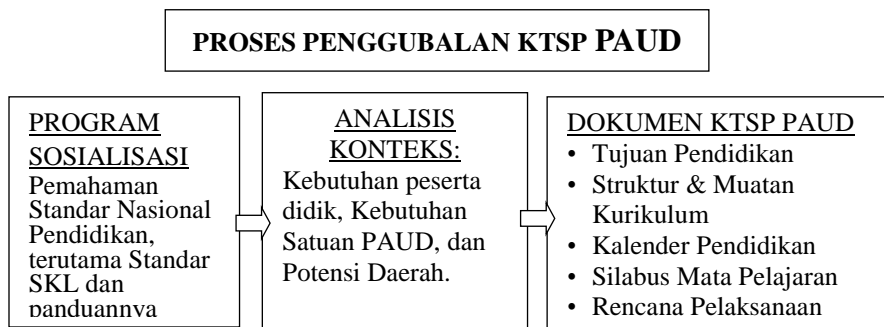 PROSES PENGGUBALAN KTSP PAUD
PROGRAM
SOSIALISASI
Pemahaman
Standar Nasional
Pendidikan,
terutama Standar
SKL dan
panduannya
ANALISIS
KONTEKS:
Kebutuhan peserta
didik, Kebutuhan
Satuan PAUD, dan
Potensi Daerah.
DOKUMEN KTSP PAUD
• Tujuan Pendidikan
• Struktur & Muatan
Kurikulum
• Kalender Pendidikan
• Silabus Mata Pelajaran
• Rencana Pelaksanaan